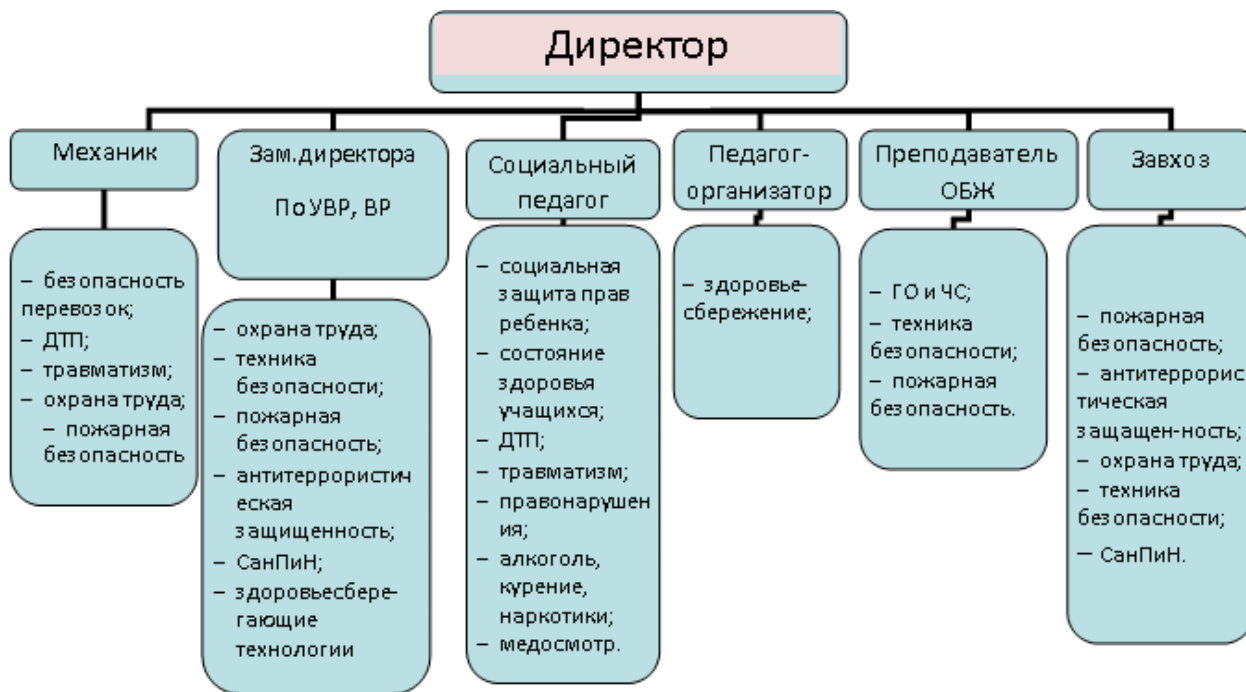 Директор
Механик
– безопасность
перевозок;
– ДТП;
– травматизм;
– охрана труда;
– пожарная
безопасность
Зам.директора
По УВР, ВР
– охрана труда;
– техника
безопасности;
– пожарная
безопасность;
– антитеррористич
еская
защищенность;
– СанПиН;
– здоровьесбере-
гающие
технологии
Социальный
педагог
– социальная
защита прав
ребенка;
– состояние
здоровья
учащихся;
– ДТП;
– травматизм;
– правонарушен
ия;
– алкоголь,
курение,
наркотики;
– медосмотр.
Педагог-
организатор
– здоровье-
сбережение;
Преподаватель
ОБЖ
– ГО и ЧС;
– техника
безопасности;
– пожарная
безопасность.
Завхоз
– пожарная
безопасность;
– антитеррорис
тическая
защащен-ность;
– охрана труда;
– техника
безопасности;
– СанПиН.